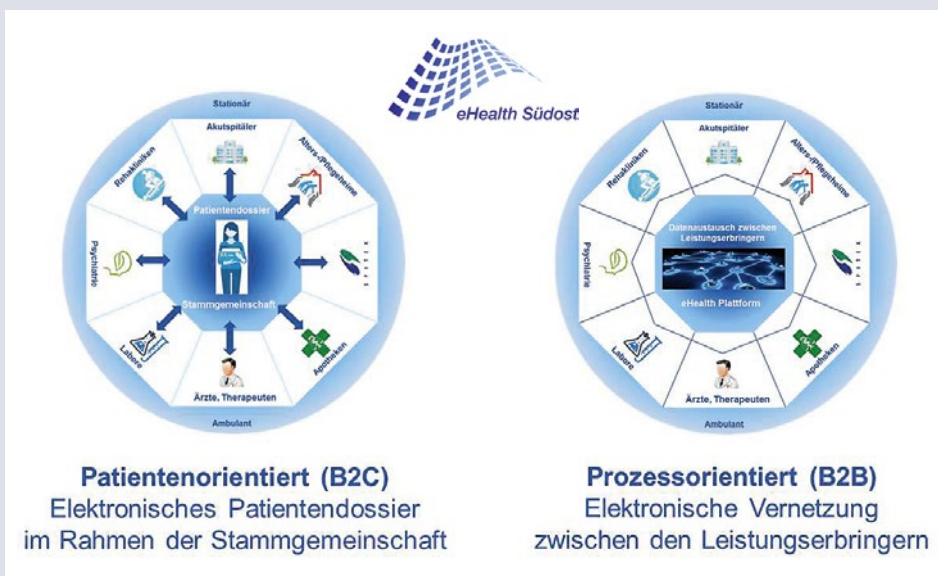 eHealth Südost
Stationär
Akutspitäler
Rehakliniken
Alters-/Pflegeheime
Patientendossier
Psychiatrie
Stammgemeinschaft
Labore
Apotheken
Ärzte, Therapeuten
Ambulant
Patientenorientiert (B2C)
Elektronisches Patientendossier
im Rahmen der Stammgemeinschaft
Stationär
Akutspitäler
Rehakliniken
Alters-/Pflegeheime
Datenaustausch zwischen
Leistungserbringern
Psychiatrie
eHealth Plattform
Labore
Apotheken
Ärzte, Therapeuten
Ambulant
Prozessorientiert (B2B)
Elektronische Vernetzung
zwischen den Leistungserbringern